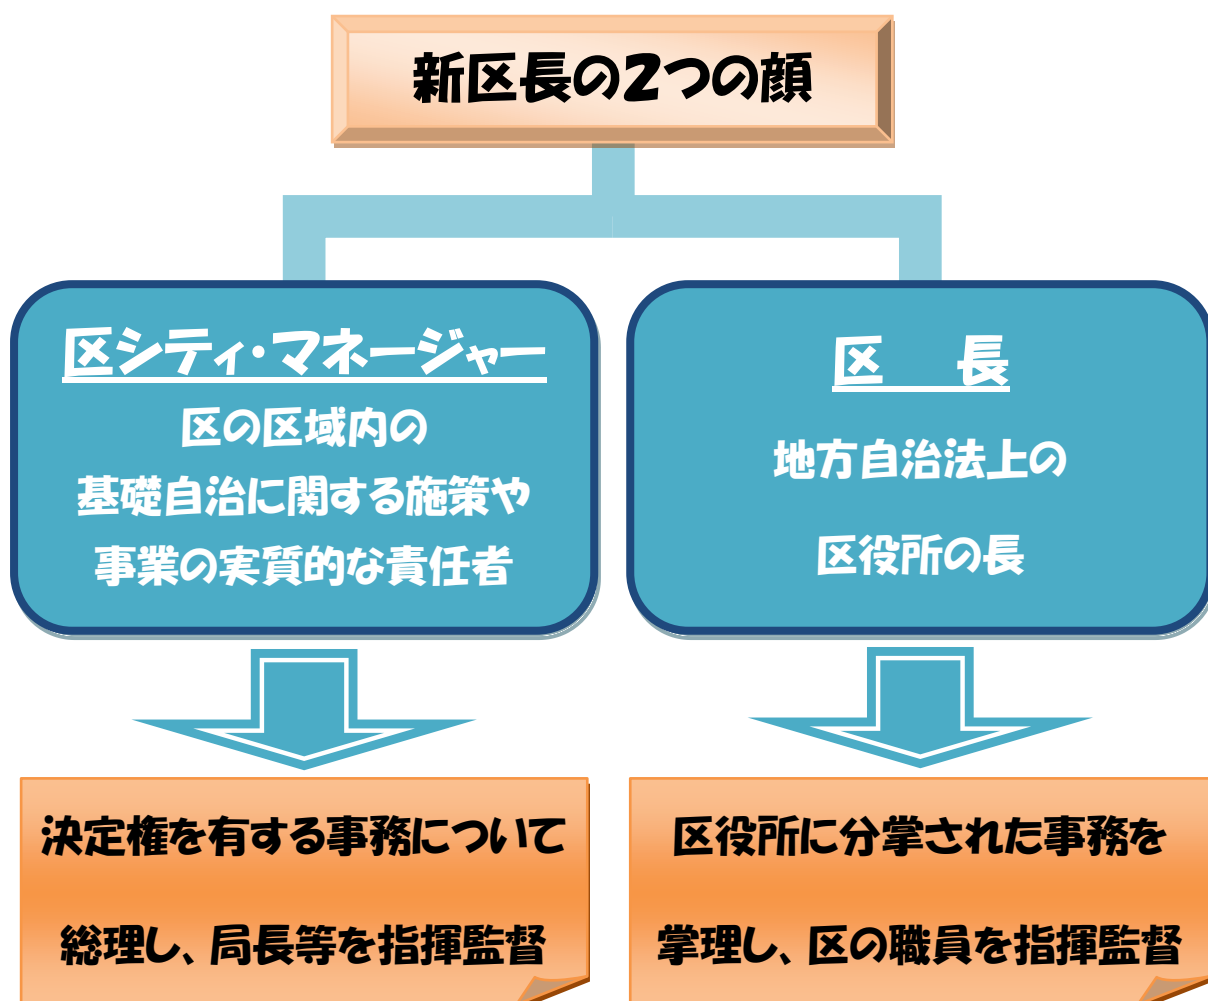 新区長の2つの顔
区シティ・マネージャー
区の区域内の
基礎自治に関する施策や
事業の実質的な責任者
区　長
地方自治法上の
区役所の長
決定権を有する事務について
総理し、局長等を指揮監督
区役所に分掌された事務を
掌理し、区の職員を指揮監督